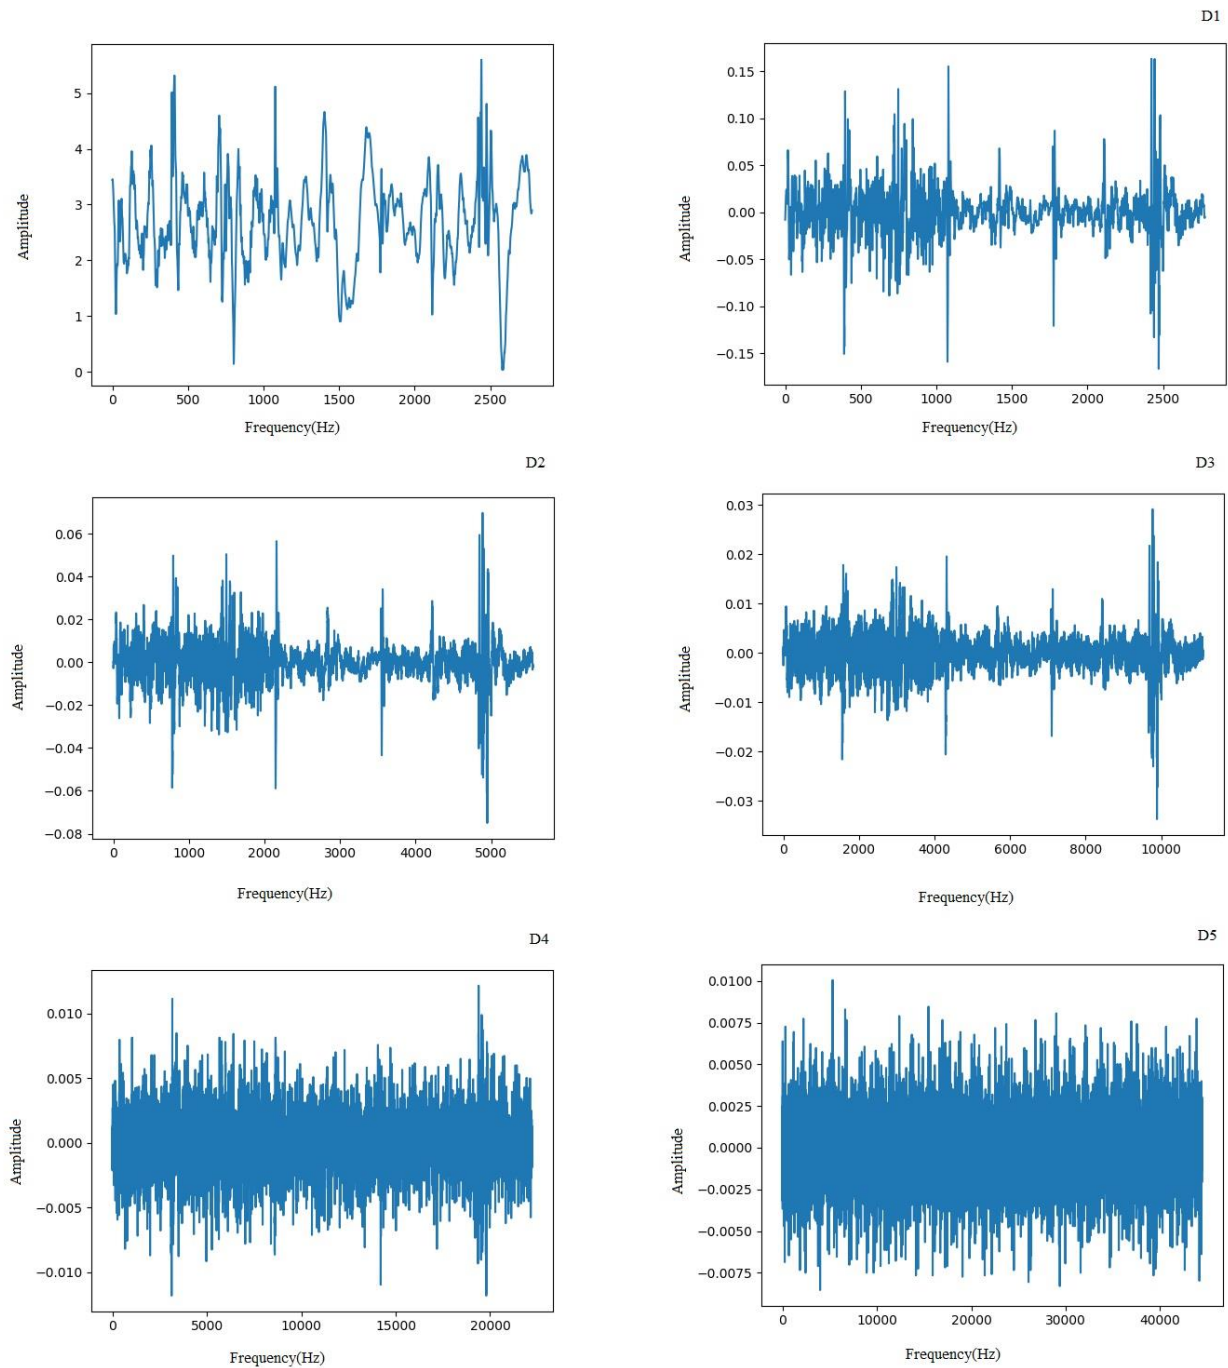 D1
5
4
3
2
1
0
Amplitude
0 500 1000 1500 2000 2500
Frequency(Hz)
0.15
0.10
0.05
0.00
−0.05
−0.10
−0.15
Amplitude
0 500 1000 1500 2000 2500
Frequency(Hz)
D2
0.06
0.04
0.02
0.00
−0.02
−0.04
−0.06
−0.08
Amplitude
0 1000 2000 3000 4000 5000
Frequency(Hz)
D3
0.03
0.02
0.01
0.00
−0.01
−0.02
−0.03
Amplitude
0 2000 4000 6000 8000 10000
Frequency(Hz)
D4
0.010
0.005
0.000
−0.005
−0.010
Amplitude
0 5000 10000 15000 20000
Frequency(Hz)
D5
0.0100
0.0075
0.0050
0.0025
0.0000
−0.0025
−0.0050
−0.0075
Amplitude
0 10000 20000 30000 40000
Frequency(Hz)